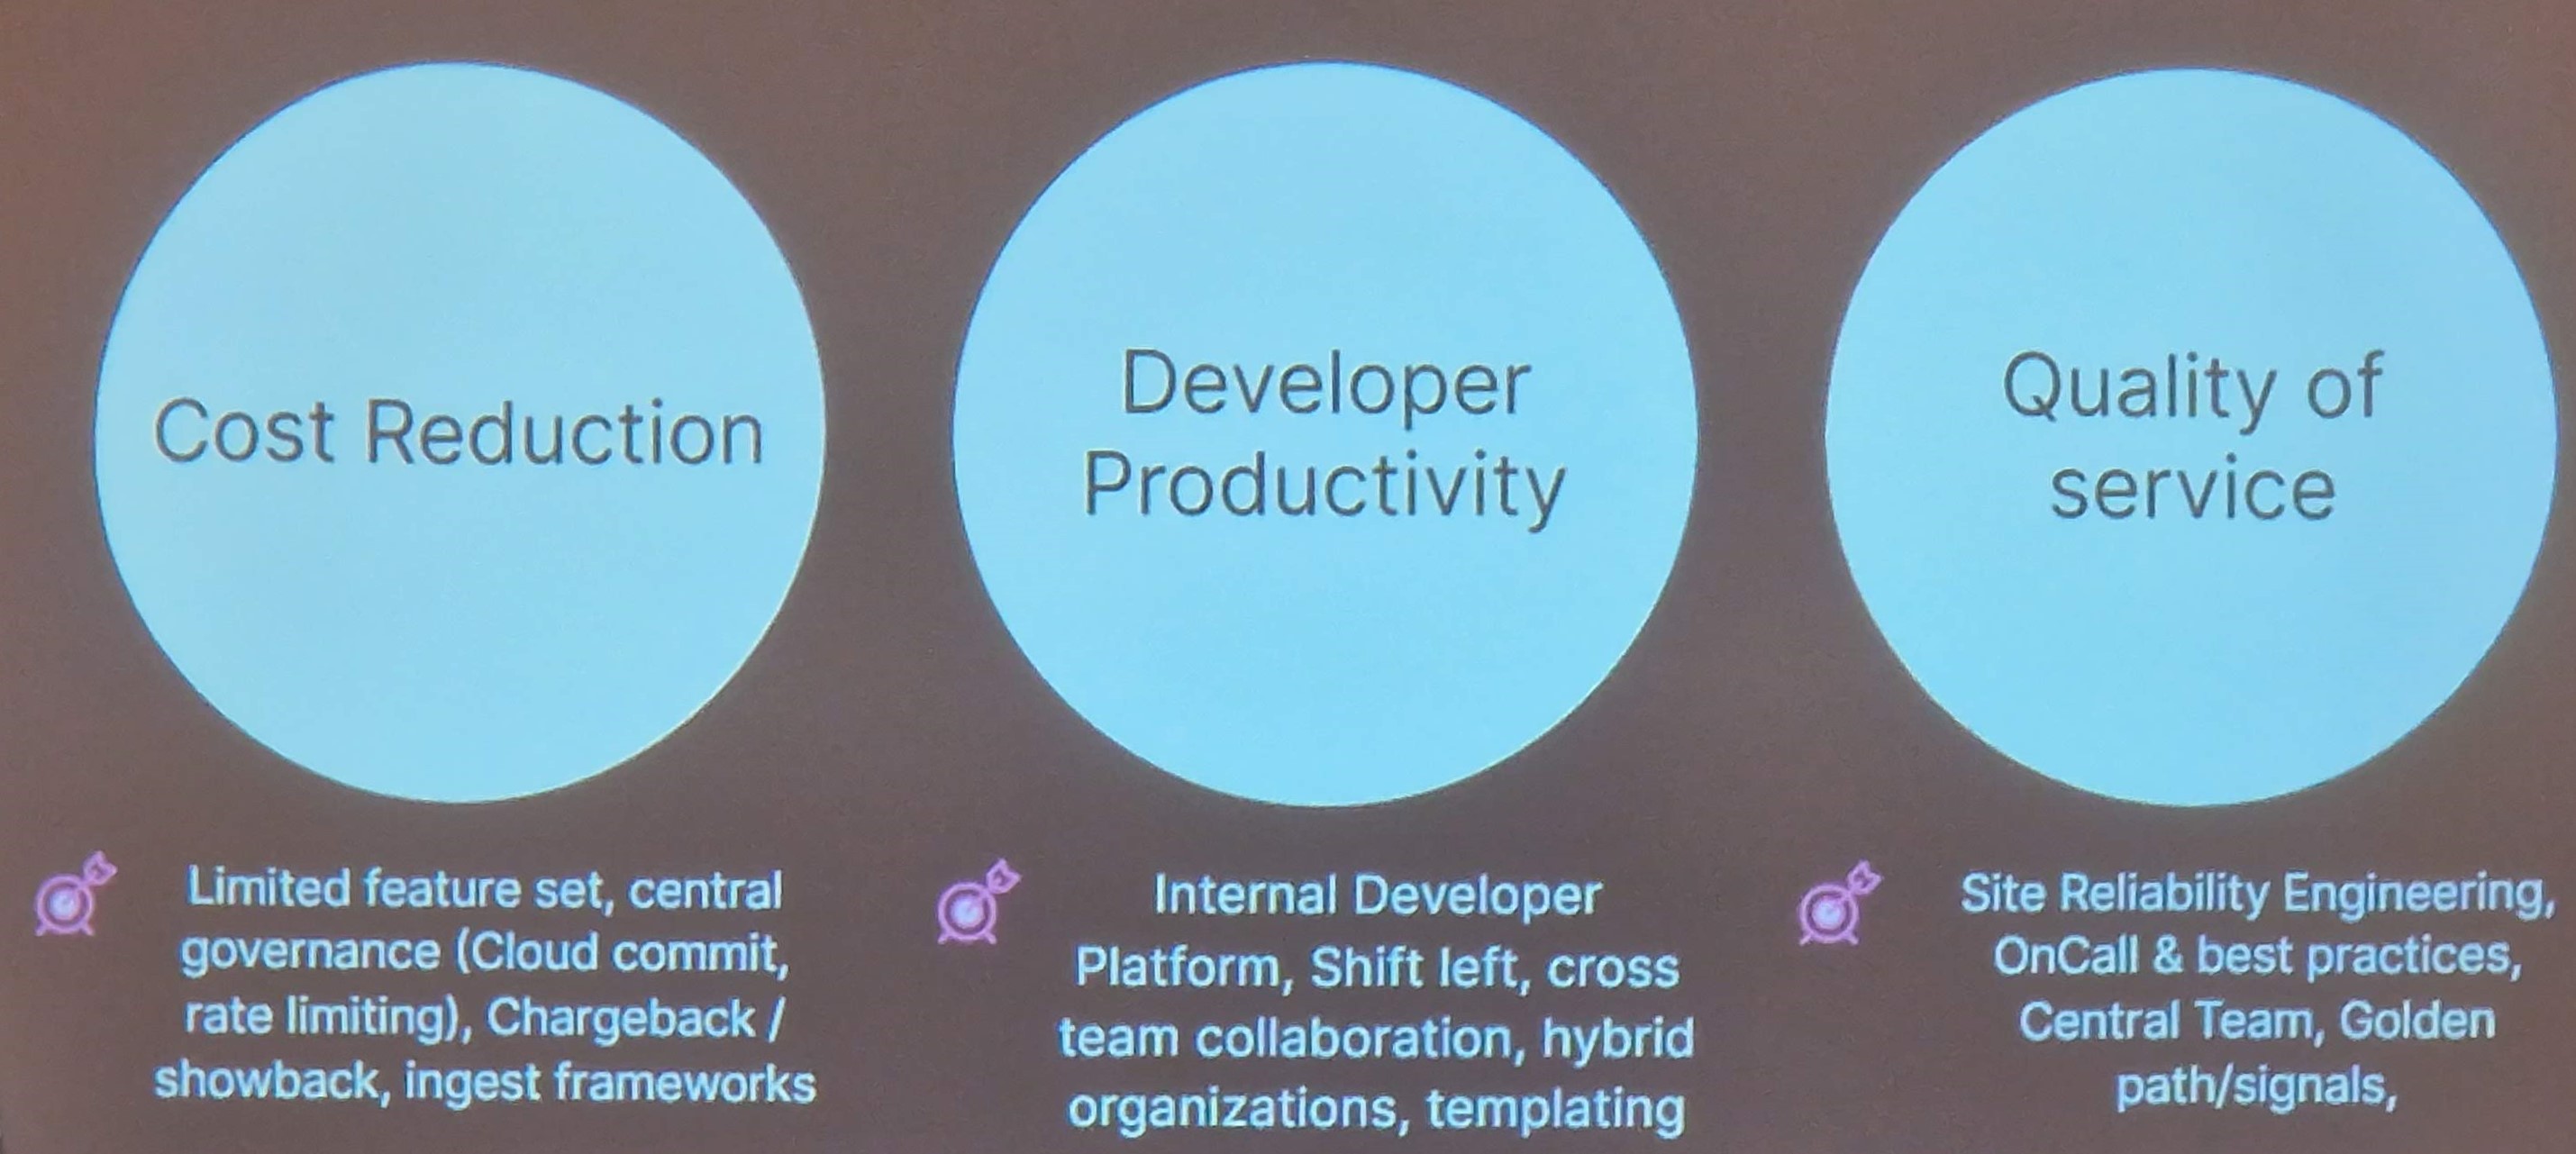 Cost Reduction
Developer
Productivity
Quality of
service
Limited feature set, central
governance (Cloud commit,
rate limiting), Chargeback /
showback, ingest frameworks
Internal Developer
Platform, Shift left, cross
team collaboration, hybrid
organizations, templating
Site Reliability Engineering,
OnCall & best practices,
Central Team, Golden
path/signals,